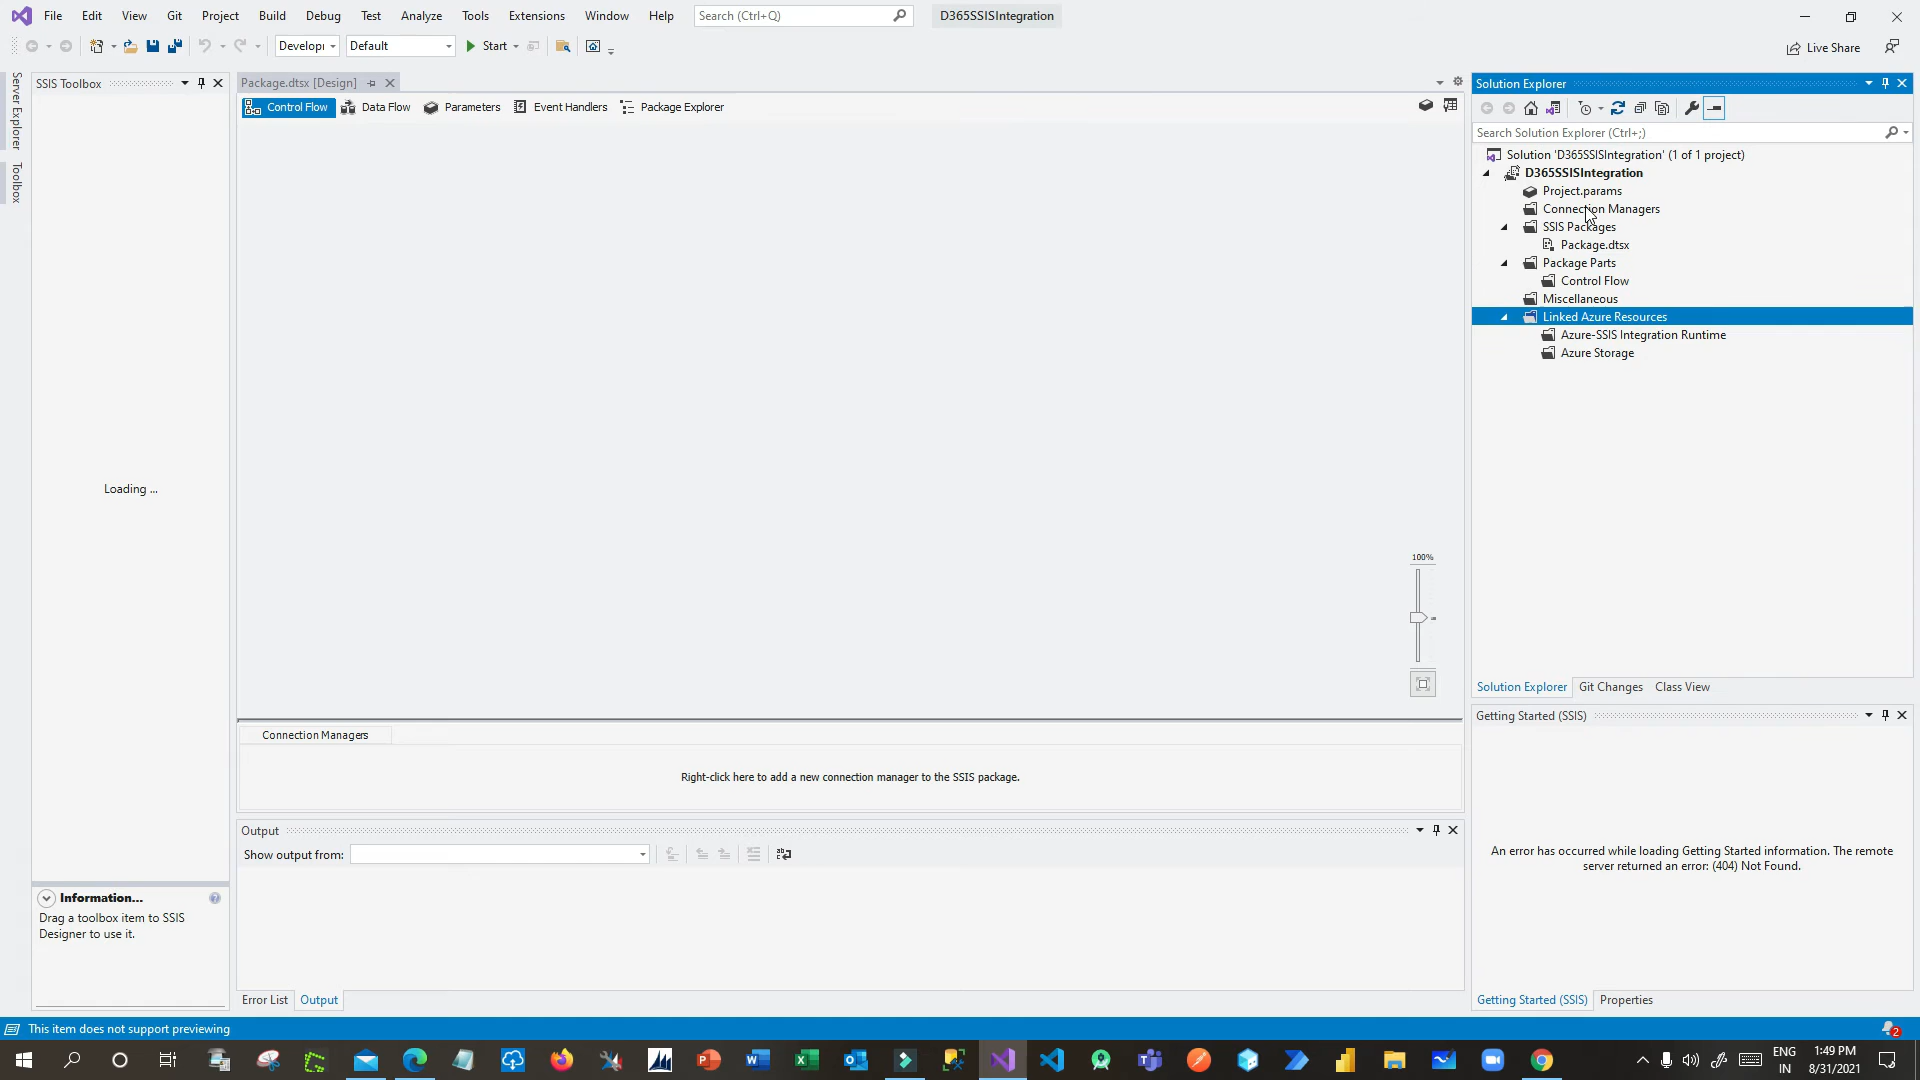 File Edit View Git Project Build Debug Test Analyze Tools Extensions Window Help Search (Ctrl+Q) D365SSISIntegration
Default Start Live Share
Server Explorer
Toolbox
SSIS Toolbox
Loading ...
Information...
Drag a toolbox item to SSIS
Designer to use it.
Package.dtsx [Design]
Control Flow Data Flow Parameters Event Handlers Package Explorer
100%
Connection Managers
Right-click here to add a new connection manager to the SSIS package.
Output
Show output from:
Error List Output
Solution Explorer
Search Solution Explorer (Ctrl+;)
Solution 'D365SSISIntegration' (1 of 1 project)
D365SSISIntegration
Project.params
Connection Managers
SSIS Packages
Package.dtsx
Package Parts
Control Flow
Miscellaneous
Linked Azure Resources
Azure-SSIS Integration Runtime
Azure Storage
Solution Explorer Git Changes Class View
Getting Started (SSIS)
An error has occurred while loading Getting Started information. The remote
server returned an error: (404) Not Found.
Getting Started (SSIS) Properties
This item does not support previewing
2
ENG
IN
1:49 PM
8/31/2021